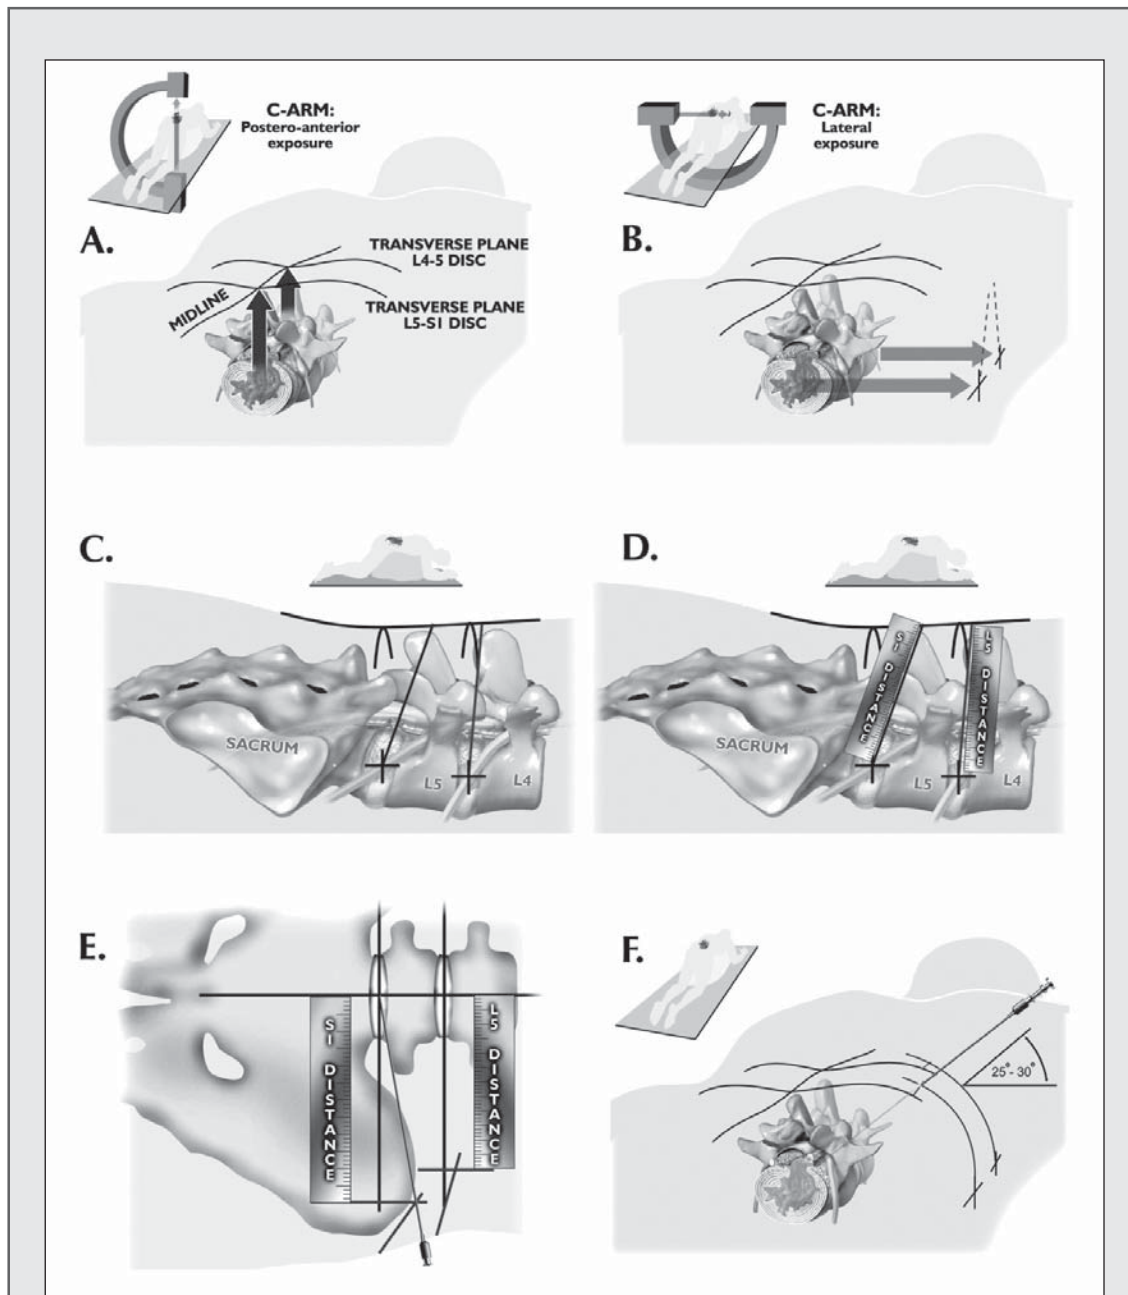 C-ARM:
Postero-anterior
exposure
A.
TRANSVERSE PLANE
L4-5 DISC
MIDLINE
TRANSVERSE PLANE
L5-S1 DISC
C-ARM:
Lateral
exposure
B.
C.
SACRUM
L5
L4
D.
S1 DISTANCE
L5 DISTANCE
SACRUM
L5
L4
E.
S1 DISTANCE
L5 DISTANCE
F.
25°- 30°